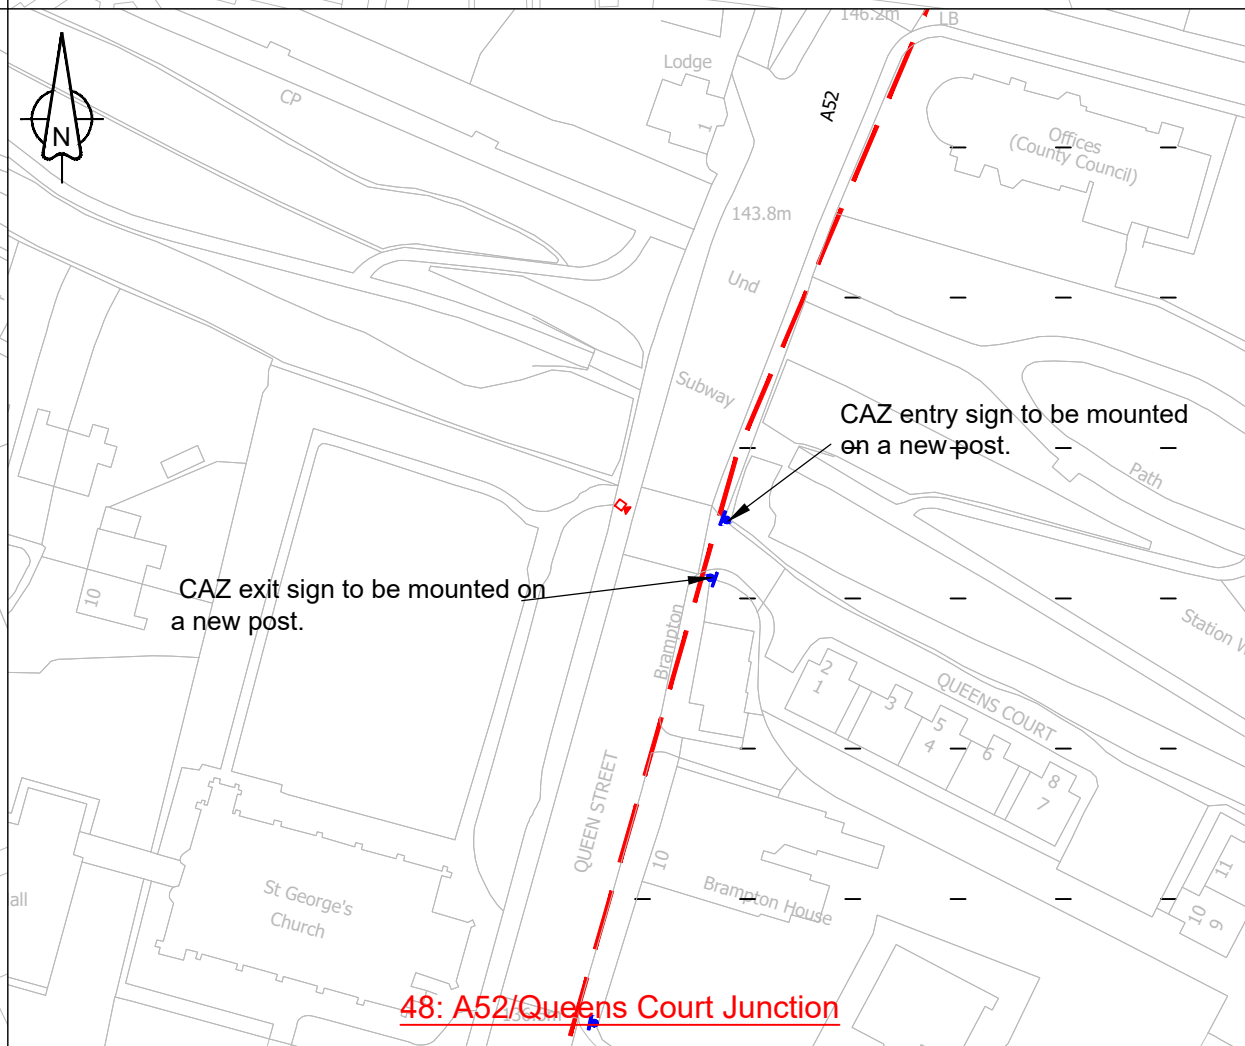 146.2m
LB
Lodge
CP
A52
1
Offices
(County Council)
N
143.8m
Und
Subway
CAZ entry sign to be mounted
on a new post.
Path
CAZ exit sign to be mounted on
a new post.
10
Brampton
Station
2
1
3
QUEENS COURT
5
4
6
8
7
QUEEN STREET
10
Brampton House
11
10
9
all
St George's
Church
48: A52/Queens Court Junction